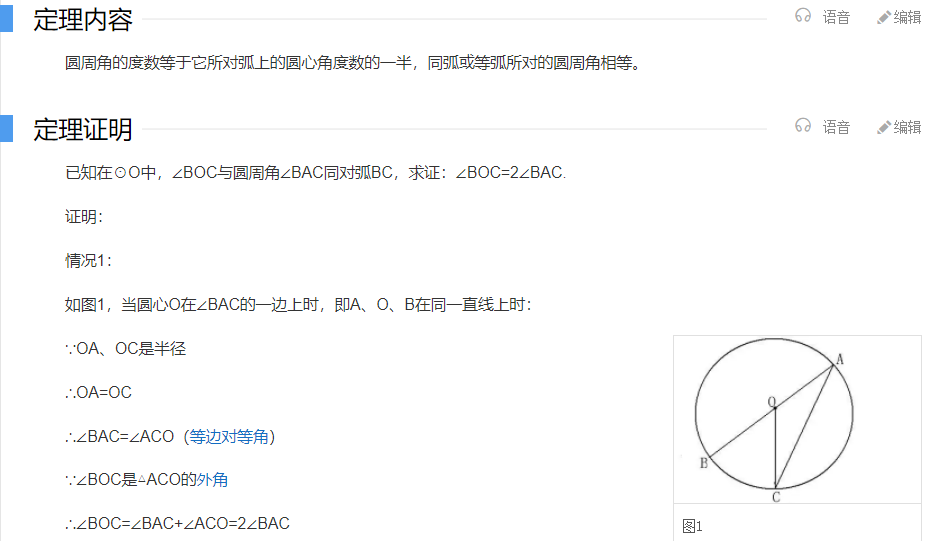 定理内容
语音 编辑
圆周角的度数等于它所对弧上的圆心角度数的一半，同弧或等弧所对的圆周角相等。
定理证明
语音 编辑
已知在⊙O中，∠BOC与圆周角∠BAC同对弧BC，求证：∠BOC=2∠BAC.
证明：
情况1：
如图1，当圆心O在∠BAC的一边上时，即A、O、B在同一直线上时：
∵OA、OC是半径
∴OA=OC
∴∠BAC=∠ACO（等边对等角）
∵∠BOC是△ACO的外角
∴∠BOC=∠BAC+∠ACO=2∠BAC
A
O
B
C
图1